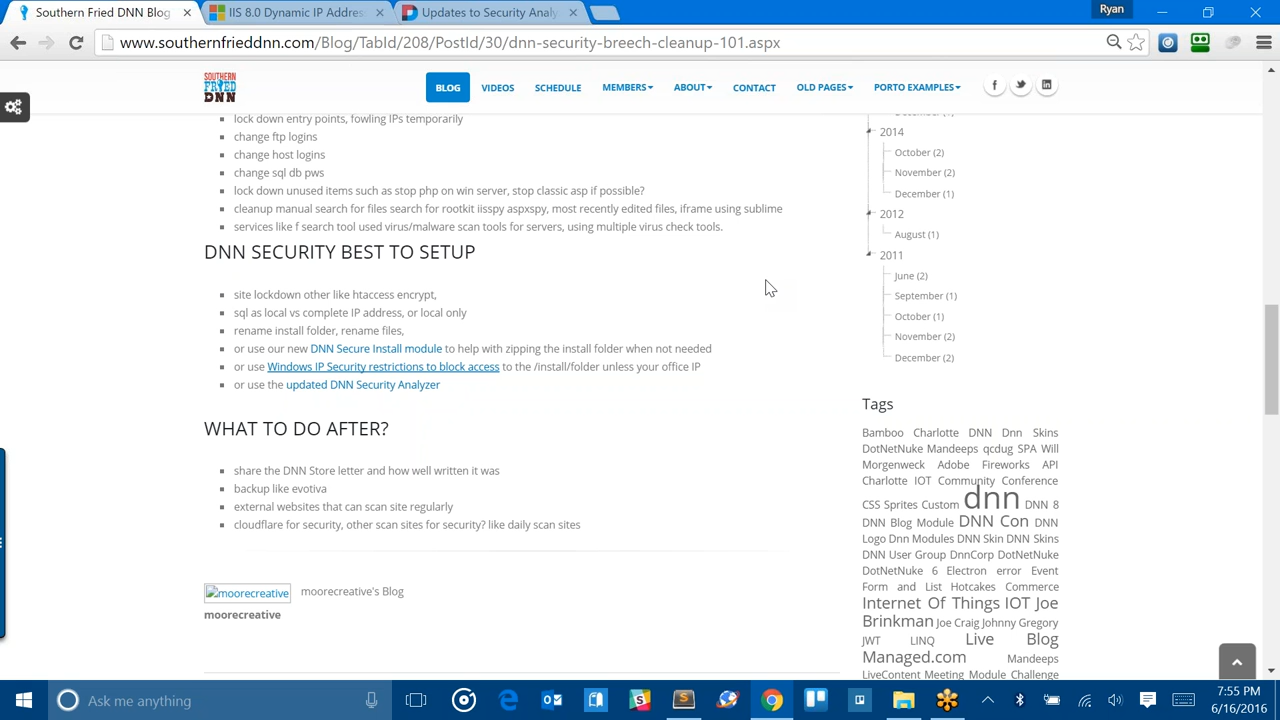 Southern Fried DNN Blog
IIS 8.0 Dynamic IP Addres
Updates to Security Analy
Ryan
www.southernfrieddnn.com/Blog/TabId/208/PostId/30/dnn-security-breech-cleanup-101.aspx
SOUTHERN
FRIED
DNN
BLOG
VIDEOS
SCHEDULE
MEMBERS
ABOUT
CONTACT
OLD PAGES
PORTO EXAMPLES
lock down entry points, fowling IPs temporarily
change ftp logins
change host logins
change sql db pws
lock down unused items such as stop php on win server, stop classic asp if possible?
cleanup manual search for files search for rootkit iisspy aspxspy, most recently edited files, iframe using sublime
services like f search tool used virus/malware scan tools for servers, using multiple virus check tools.
DNN SECURITY BEST TO SETUP
site lockdown other like htaccess encrypt,
sql as local vs complete IP address, or local only
rename install folder, rename files,
or use our new DNN Secure Install module to help with zipping the install folder when not needed
or use Windows IP Security restrictions to block access to the /install/folder unless your office IP
or use the updated DNN Security Analyzer
WHAT TO DO AFTER?
share the DNN Store letter and how well written it was
backup like evotiva
external websites that can scan site regularly
cloudflare for security, other scan sites for security? like daily scan sites
moorecreative
moorecreative's Blog
moorecreative
December (1)
2014
October (2)
November (2)
December (1)
2012
August (1)
2011
June (2)
September (1)
October (1)
November (2)
December (2)
Tags
Bamboo Charlotte DNN Dnn Skins
DotNetNuke Mandeeps qcdug SPA Will
Morgenweck Adobe Fireworks API
Charlotte IOT Community Conference
CSS Sprites Custom dnn DNN 8
DNN Blog Module DNN Con DNN
Logo Dnn Modules DNN Skin DNN Skins
DNN User Group DnnCorp DotNetNuke
DotNetNuke 6 Electron error Event
Form and List Hotcakes Commerce
Internet Of Things IOT Joe
Brinkman Joe Craig Johnny Gregory
JWT LINQ Live Blog
Managed.com Mandeeps
LiveContent Meeting Module Challenge
Ask me anything
7:55 PM
6/16/2016